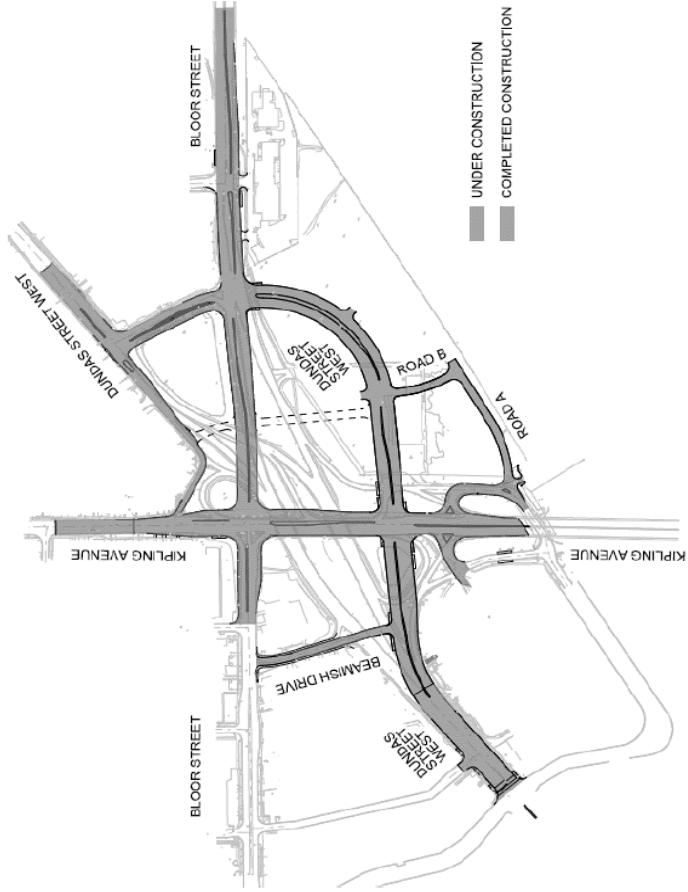 BLOOR STREET
UNDER CONSTRUCTION
COMPLETED CONSTRUCTION
DUNDAS STREET WEST
DUNDAS
STREET
WEST
ROAD B
ROAD A
KIPLING AVENUE
KIPLING AVENUE
BEAMISH DRIVE
BLOOR STREET
DUNDAS
STREET
WEST